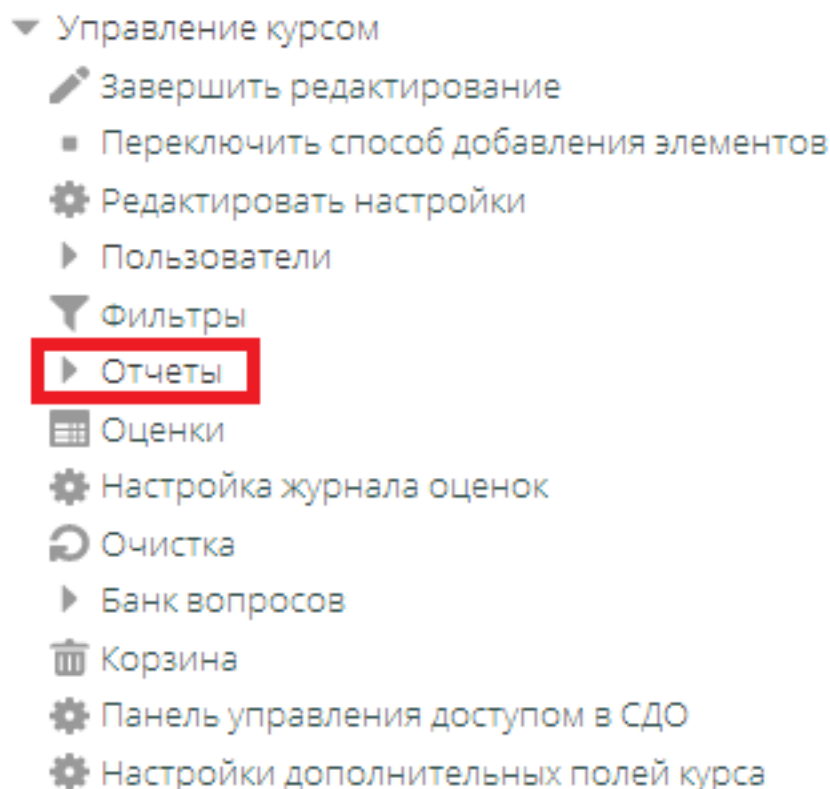 Управление курсом
Завершить редактирование
Переключить способ добавления элементов
Редактировать настройки
Пользователи
Фильтры
Отчеты
Оценки
Настройка журнала оценок
Очистка
Банк вопросов
Корзина
Панель управления доступом в СДО
Настройки дополнительных полей курса